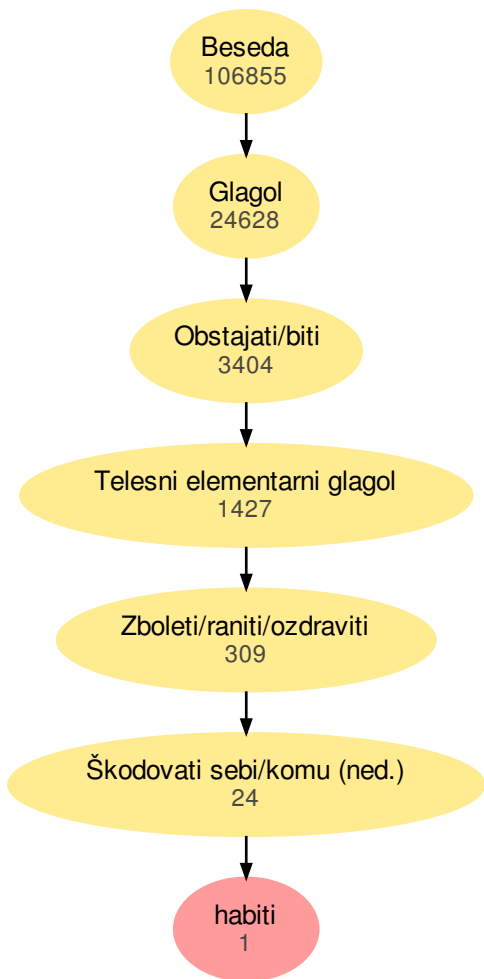 Beseda
106855
Glagol
24628
Obstajati/biti
3404
Telesni elementarni glagol
1427
Zboleti/raniti/ozdraviti
309
Škodovati sebi/komu (ned.)
24
habiti
1